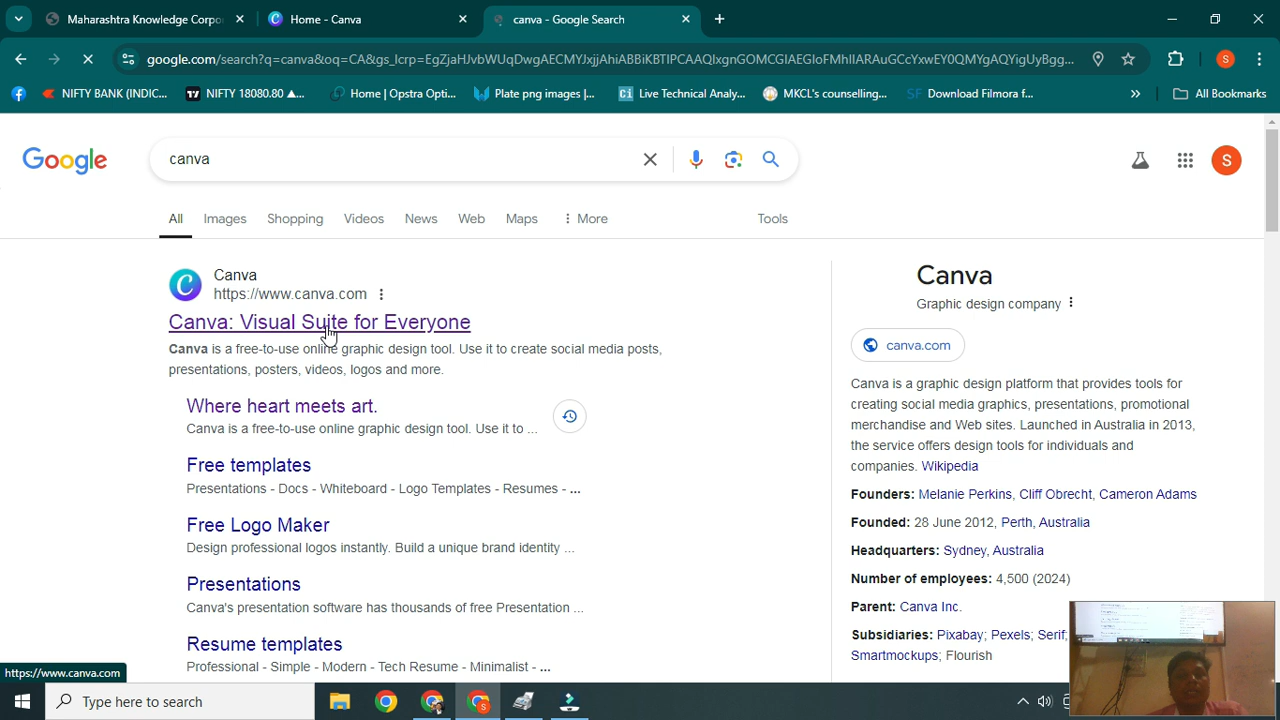 Maharashtra Knowledge Corpo
Home - Canva
canva - Google Search
google.com/search?q=canva&oq=CA&gs_lcrp=EgZjaHJvbWUqDwgAECMYJxjjAhiABBiKBTIPCAAQIxgnGOMCGIAEGIoFMhIIARAuGCcYxwEY0QMYgAQYigUyBgg...
NIFTY BANK (INDIC...
NIFTY 18080.80 ▲...
Home | Opstra Opti...
Plate png images |...
Live Technical Analy...
MKCL's counselling...
Download Filmora f...
»
All Bookmarks
Google
canva
S
All
Images
Shopping
Videos
News
Web
Maps
More
Tools
Canva
https://www.canva.com
Canva: Visual Suite for Everyone
Canva is a free-to-use online graphic design tool. Use it to create social media posts,
presentations, posters, videos, logos and more.
Where heart meets art.
Canva is a free-to-use online graphic design tool. Use it to ...
Free templates
Presentations - Docs - Whiteboard - Logo Templates - Resumes - ...
Free Logo Maker
Design professional logos instantly. Build a unique brand identity ...
Presentations
Canva's presentation software has thousands of free Presentation ...
Resume templates
Professional - Simple - Modern - Tech Resume - Minimalist - ...
Canva
Graphic design company
canva.com
Canva is a graphic design platform that provides tools for
creating social media graphics, presentations, promotional
merchandise and Web sites. Launched in Australia in 2013,
the service offers design tools for individuals and
companies. Wikipedia
Founders: Melanie Perkins, Cliff Obrecht, Cameron Adams
Founded: 28 June 2012, Perth, Australia
Headquarters: Sydney, Australia
Number of employees: 4,500 (2024)
Parent: Canva Inc.
Subsidiaries: Pixabay; Pexels; Serif;
Smartmockups; Flourish
https://www.canva.com
Type here to search